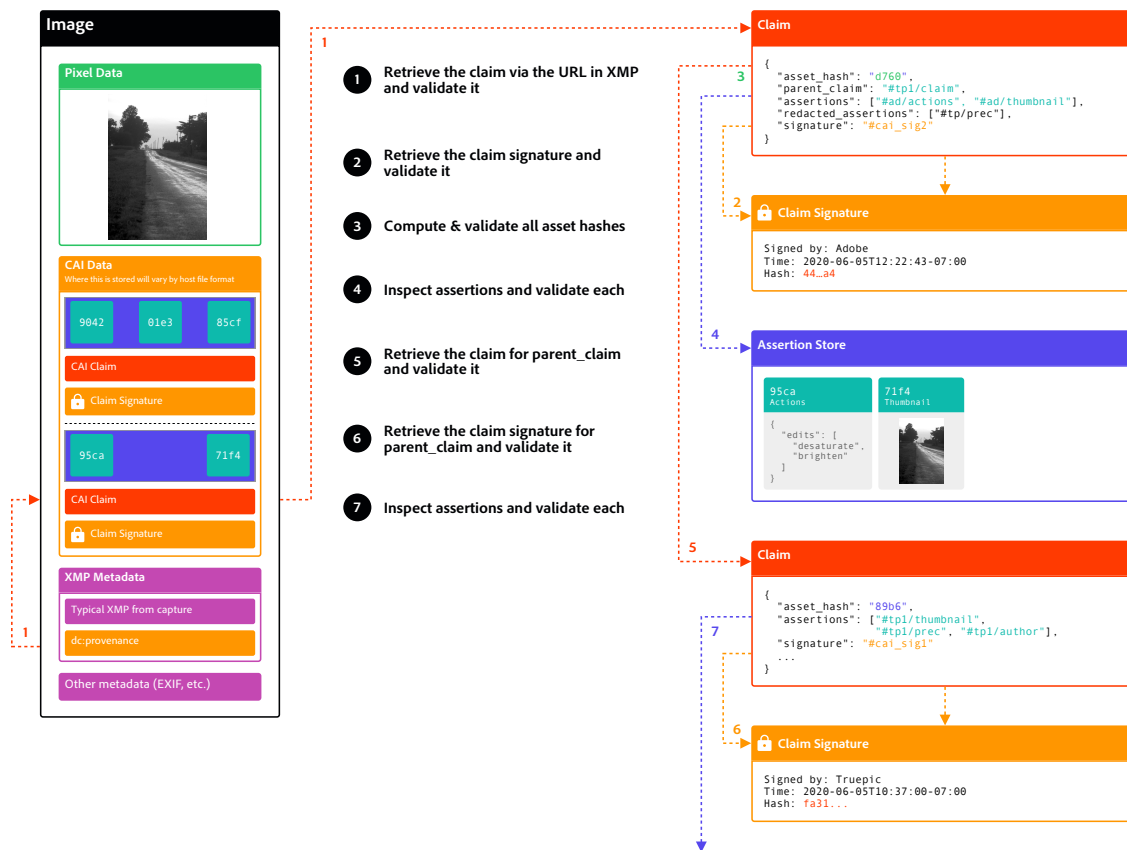 Image
Pixel Data
CAI Data
Where this is stored will vary by host file format
9042
01e3
85cf
CAI Claim
Claim Signature
95ca
71f4
CAI Claim
Claim Signature
XMP Metadata
Typical XMP from capture
dc:provenance
Other metadata (EXIF, etc.)
1
1
1 Retrieve the claim via the URL in XMP
and validate it
2 Retrieve the claim signature and
validate it
3 Compute & validate all asset hashes
4 Inspect assertions and validate each
5 Retrieve the claim for parent_claim
and validate it
6 Retrieve the claim signature for
parent_claim and validate it
7 Inspect assertions and validate each
Claim
3
{
"asset_hash": "d760",
"parent_claim": "#tp1/claim",
"assertions": ["#ad/actions", "#ad/thumbnail"],
"redacted_assertions": ["#tp/prec"],
"signature": "#cai_sig2"
}
2
Claim Signature
Signed by: Adobe
Time: 2020-06-05T12:22:43-07:00
Hash: 44…a4
4
Assertion Store
95ca
Actions
{
"edits": [
"desaturate",
"brighten"
]
}
71f4
Thumbnail
5
Claim
7
{
"asset_hash": "89b6",
"assertions": ["#tp1/thumbnail",
"#tp1/prec", "#tp1/author"],
"signature": "#cai_sig1"
...
}
6
Claim Signature
Signed by: Truepic
Time: 2020-06-05T10:37:00-07:00
Hash: fa31...